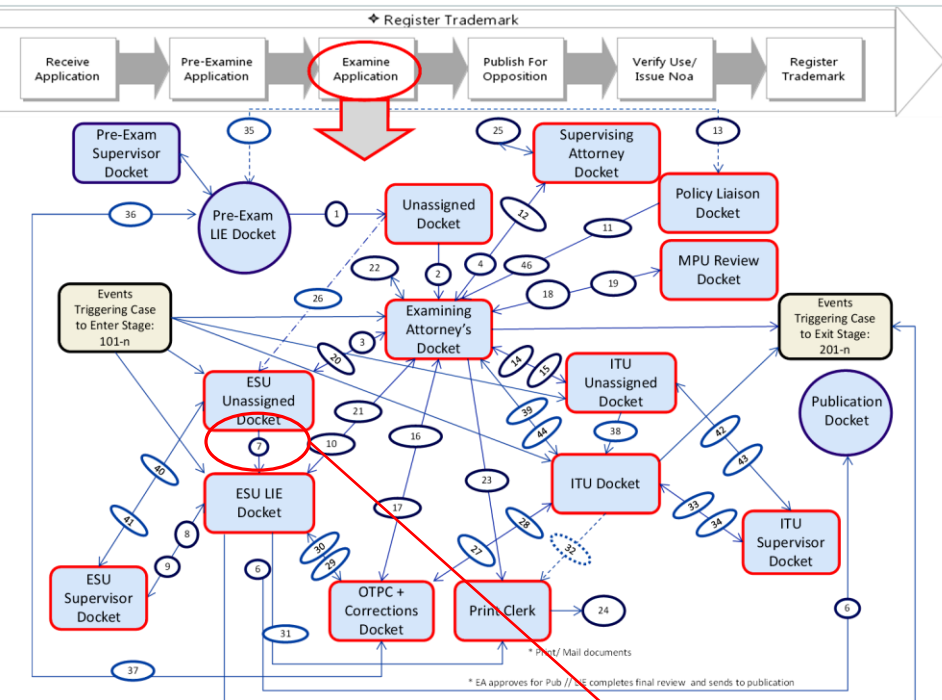 ❖ Register Trademark
Receive
Application
Pre-Examine
Application
Examine
Application
Publish For
Opposition
Verify Use/
Issue Noa
Register
Trademark
35
25
13
Pre-Exam
Supervisor
Docket
Supervising
Attorney
Docket
Policy Liaison
Docket
36
Pre-Exam
LIE Docket
1
Unassigned
Docket
12
11
22
2
4
46
MPU Review
Docket
18
19
26
Events
Triggering Case
to Enter Stage:
101-n
Examining
Attorney's
Docket
Events
Triggering Case
to Exit Stage:
201-n
3
20
14
15
ESU
Unassigned
Docket
ITU
Unassigned
Docket
Publication
Docket
21
39
44
38
42
43
7
10
16
40
41
ESU LIE
Docket
23
ITU Docket
17
28
27
33
34
8
9
6
30
29
32
ITU
Supervisor
Docket
ESU
Supervisor
Docket
OTPC +
Corrections
Docket
Print Clerk
24
6
31
37
* Print/ Mail documents
* EA approves for Pub // LIE completes final review and sends to publication